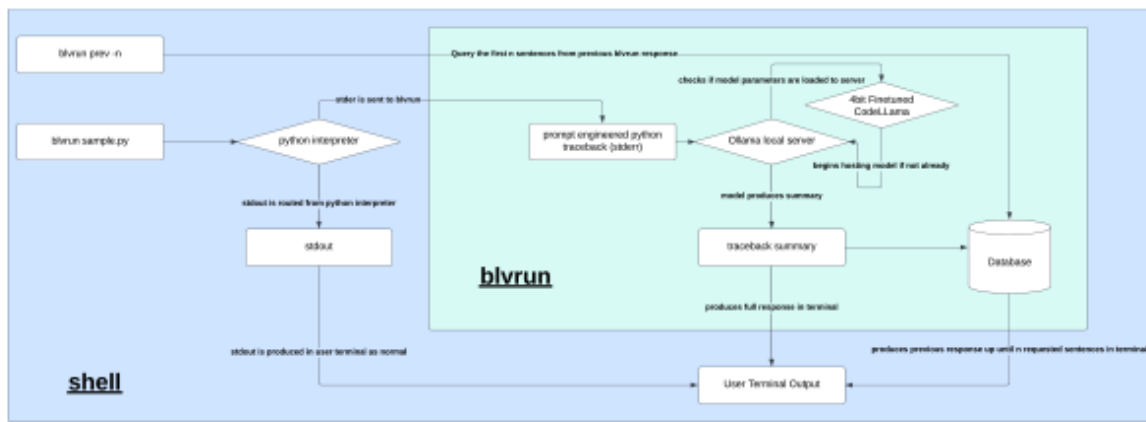 blvrun prev -n
Query the first n sentences from previous blvrun response
checks if model parameters are loaded to server
4bit Finetuned
CodeLLama
stder is sent to blvrun
blvrun sample.py
python interpreter
prompt engineered python
traceback (stderr)
Ollama local server
begins hosting model if not already
stdout is routed from python interpreter
model produces summary
stdout
traceback summary
Database
blvrun
produces full response in terminal
stdout is produced in user terminal as normal
produces previous response up until n requested sentences in terminal
shell
User Terminal Output